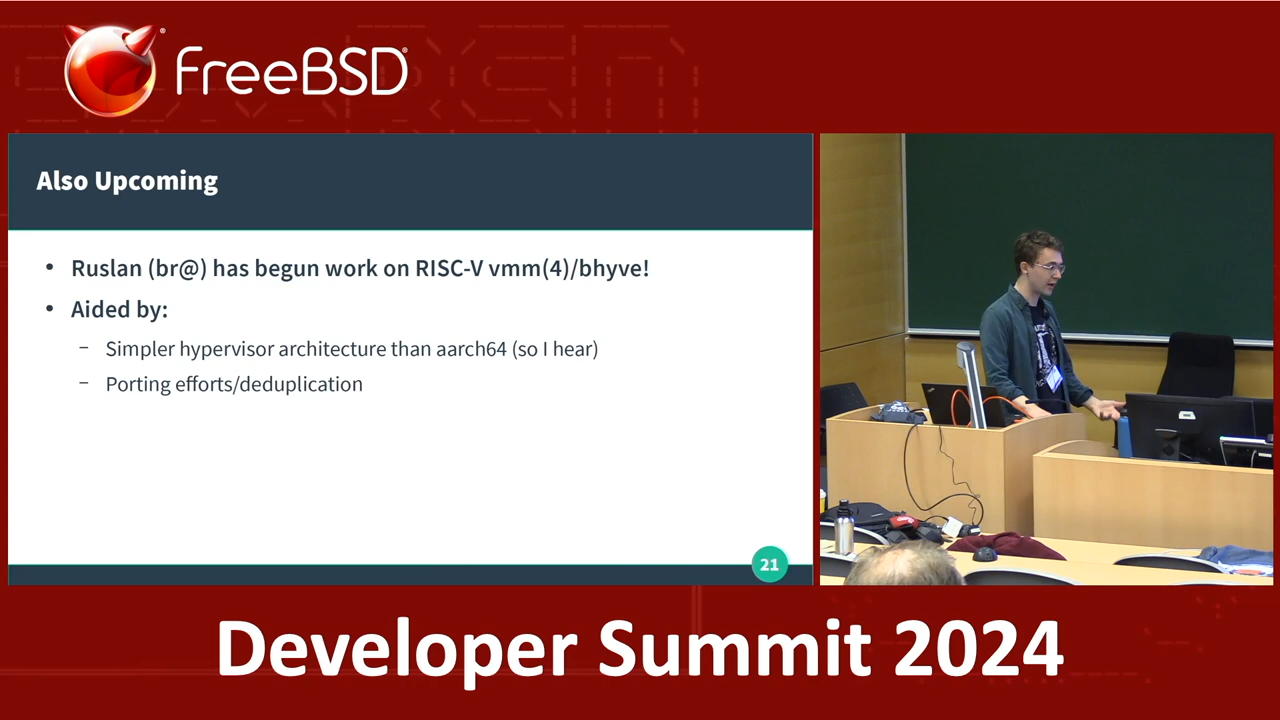 FreeBSD®
Also Upcoming
• Ruslan (br@) has begun work on RISC-V vmm(4)/bhyve!
• Aided by:
– Simpler hypervisor architecture than aarch64 (so I hear)
– Porting efforts/deduplication
21
Developer Summit 2024